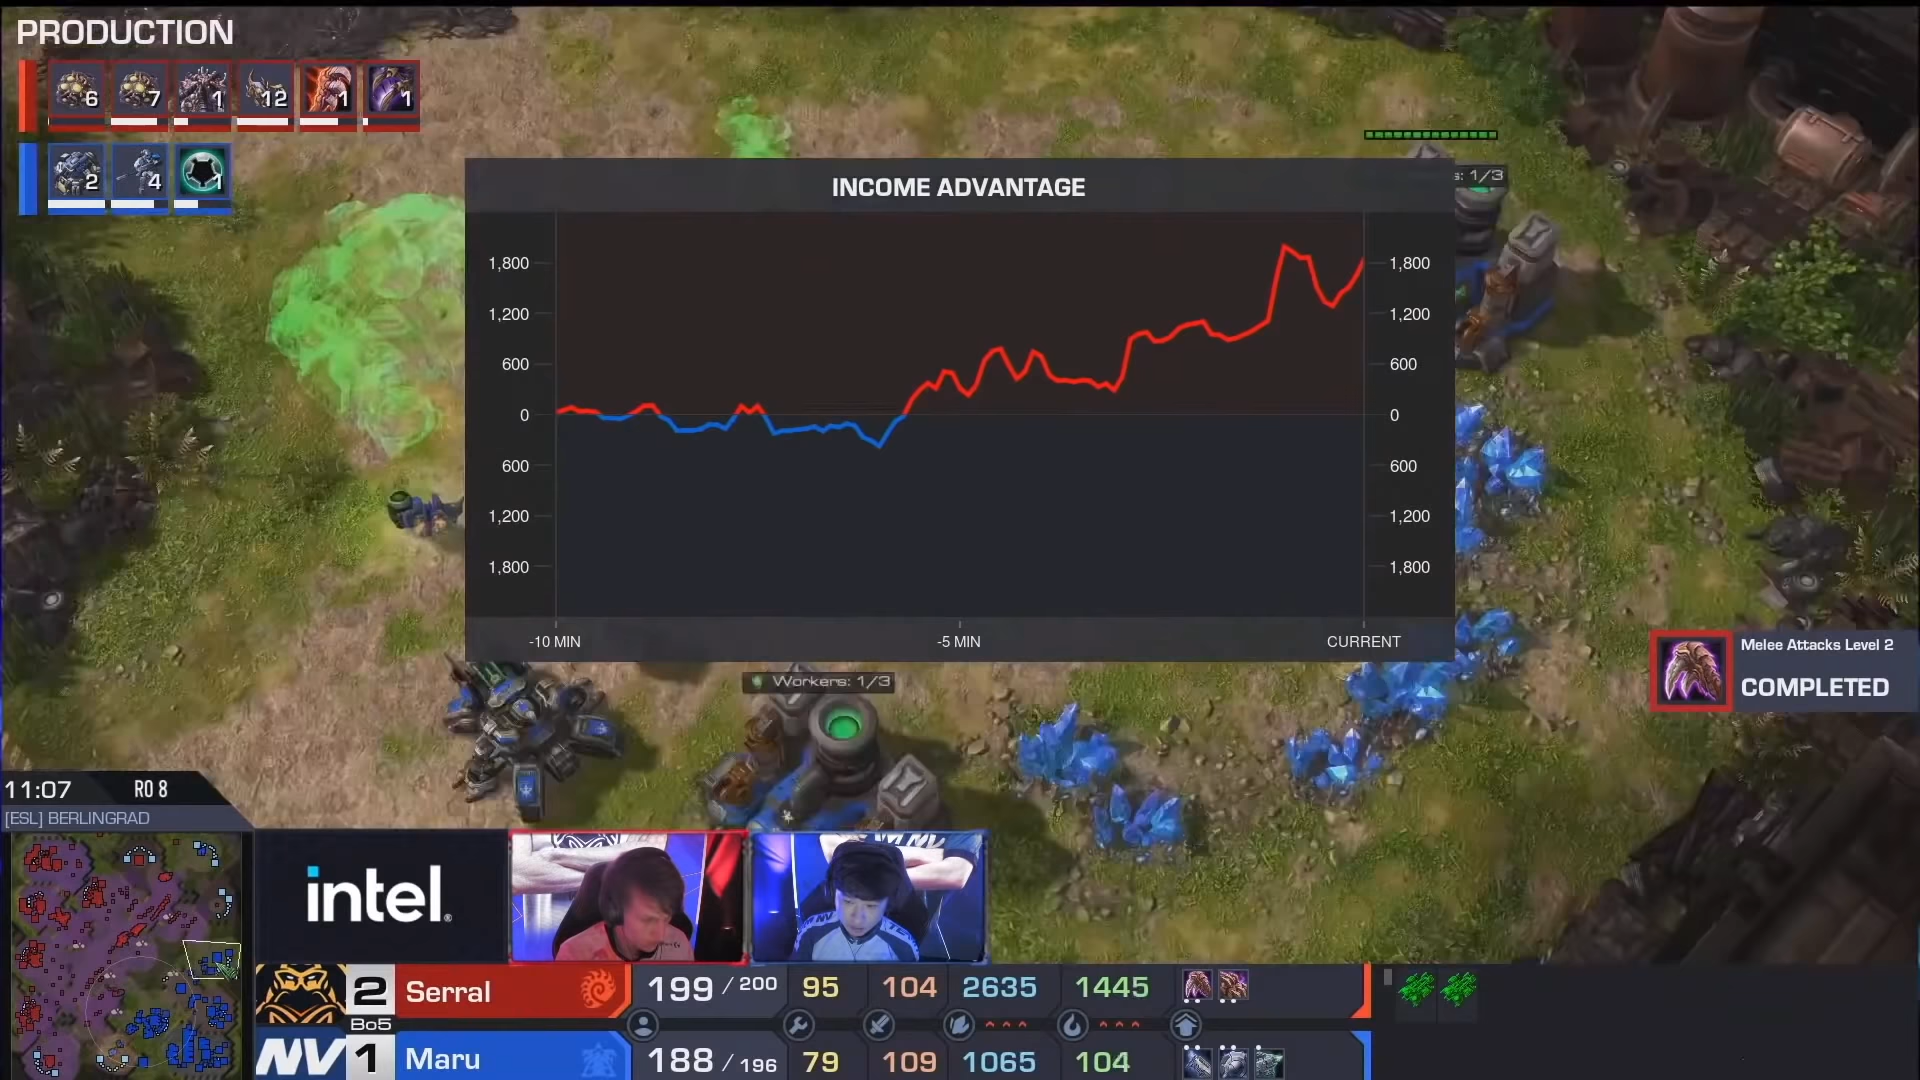 PRODUCTION
6 7 1 12 1 1
2 4 1
s: 1/3
INCOME ADVANTAGE
1,800 1,800
1,200 1,200
600 600
0 0
600 600
1,200 1,200
1,800 1,800
-10 MIN -5 MIN CURRENT
Workers: 1/3
Melee Attacks Level 2
COMPLETED
11:07 RO 8
[ESL] BERLINGRAD
intel.
2 Serral 199 / 200 95 104 2635 1445
Bo5
NV 1 Maru 188 / 196 79 109 1065 104